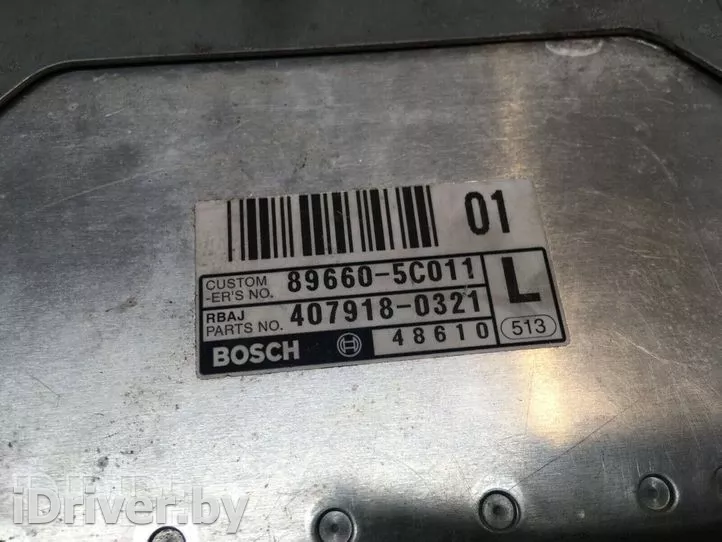 01
CUSTOM
-ER'S NO. 89660-5C011
L
RBAJ
PARTS NO. 407918-0321
BOSCH 48610 513
iDriver.by